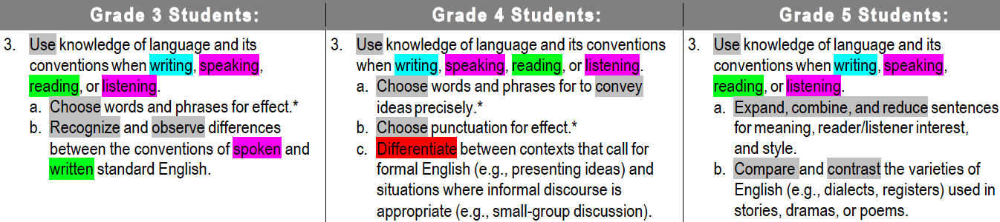 Grade 3 Students:
3. Use knowledge of language and its
conventions when writing, speaking,
reading, or listening.
a. Choose words and phrases for effect.*
b. Recognize and observe differences
between the conventions of spoken and
written standard English.
Grade 4 Students:
3. Use knowledge of language and its conventions
when writing, speaking, reading, or listening.
a. Choose words and phrases for to convey
ideas precisely.*
b. Choose punctuation for effect.*
c. Differentiate between contexts that call for
formal English (e.g., presenting ideas) and
situations where informal discourse is
appropriate (e.g., small-group discussion).
Grade 5 Students:
3. Use knowledge of language and its
conventions when writing, speaking,
reading, or listening.
a. Expand, combine, and reduce sentences
for meaning, reader/listener interest,
and style.
b. Compare and contrast the varieties of
English (e.g., dialects, registers) used in
stories, dramas, or poems.